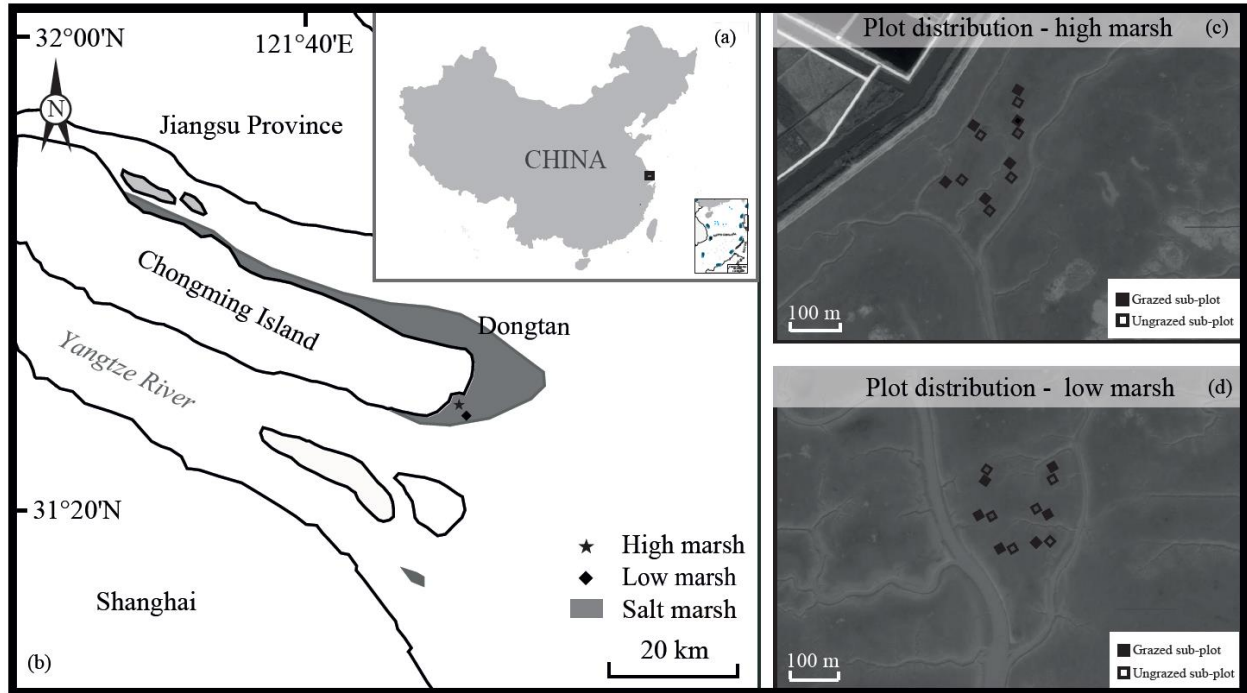 32°00'N
121°40'E
N
Jiangsu Province
Chongming Island
Dongtan
Yangtze River
31°20'N
Shanghai
High marsh
Low marsh
Salt marsh
20 km
(b)
(a)
CHINA
Plot distribution - high marsh (c)
Grazed sub-plot
Ungrazed sub-plot
100 m
Plot distribution - low marsh (d)
Grazed sub-plot
Ungrazed sub-plot
100 m